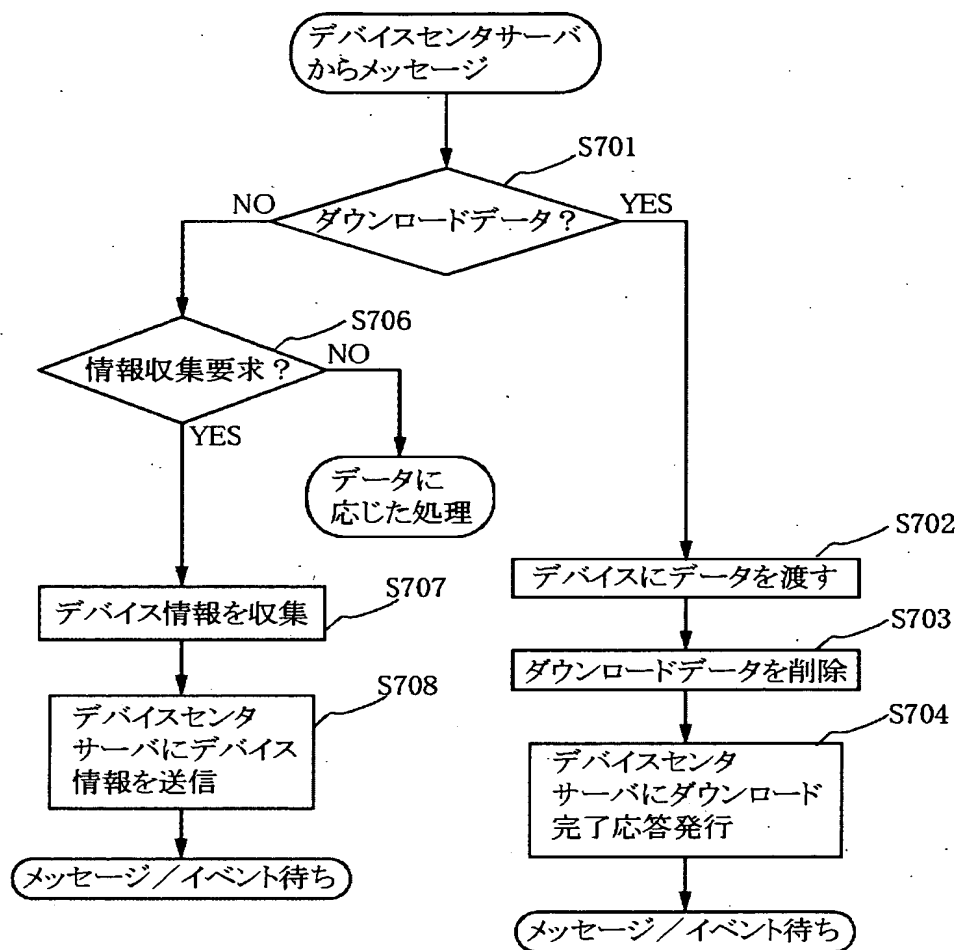 デバイスセンタサーバ
からメッセージ
S701
NO
ダウンロードデータ?
YES
S706
情報収集要求?
NO
YES
データに
応じた処理
S702
デバイスにデータを渡す
S707
デバイス情報を収集
S703
ダウンロードデータを削除
S708
デバイスセンタ
サーバにデバイス
情報を送信
S704
デバイスセンタ
サーバにダウンロード
完了応答発行
メッセージ/イベント待ち
メッセージ/イベント待ち